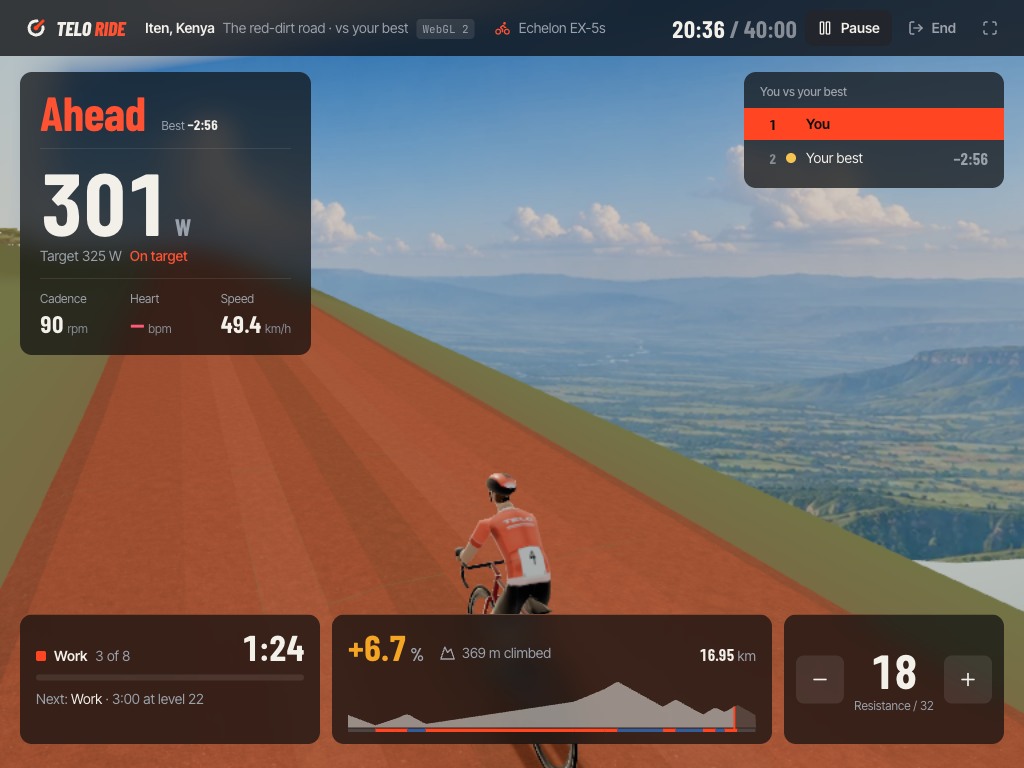 TELO RIDE Iten, Kenya The red-dirt road · vs your best WebGL 2 Echelon EX-5s 20:36 / 40:00 Pause End
Ahead Best −2:56
301 W
Target 325 W On target
Cadence Heart Speed
90 rpm – bpm 49.4 km/h
You vs your best
1 You
2 Your best −2:56
TELO
4
Work 3 of 8 1:24
Next: Work · 3:00 at level 22
+6.7 % 369 m climbed 16.95 km
− 18 +
Resistance / 32